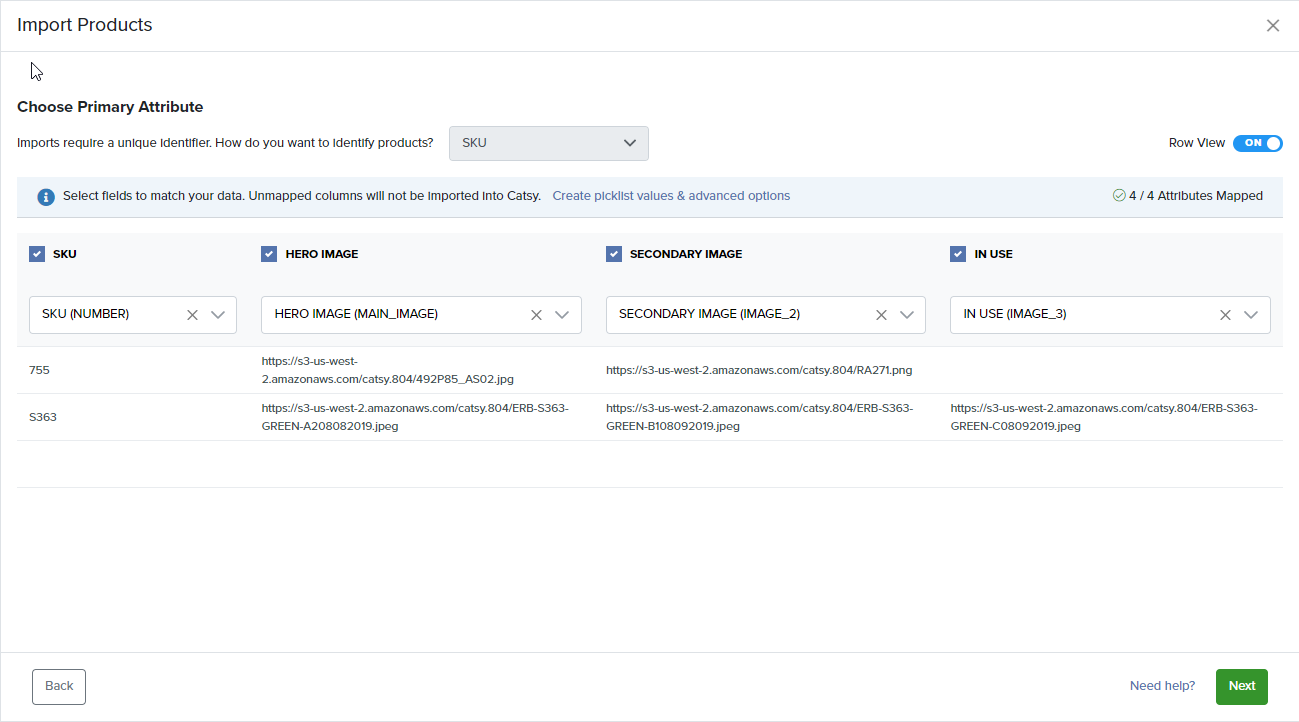 Import Products
Choose Primary Attribute
Imports require a unique identifier. How do you want to identify products?
SKU
Row View
ON
Select fields to match your data. Unmapped columns will not be imported into Catsy. Create picklist values & advanced options
4 / 4 Attributes Mapped
SKU
HERO IMAGE
SECONDARY IMAGE
IN USE
SKU (NUMBER)
HERO IMAGE (MAIN_IMAGE)
SECONDARY IMAGE (IMAGE_2)
IN USE (IMAGE_3)
755
https://s3-us-west-
2.amazonaws.com/catsy.804/492P85_AS02.jpg
https://s3-us-west-2.amazonaws.com/catsy.804/RA271.png
S363
https://s3-us-west-2.amazonaws.com/catsy.804/ERB-S363-
GREEN-A208082019.jpeg
https://s3-us-west-2.amazonaws.com/catsy.804/ERB-S363-
GREEN-B108092019.jpeg
https://s3-us-west-2.amazonaws.com/catsy.804/ERB-S363-
GREEN-C08092019.jpeg
Back
Need help?
Next